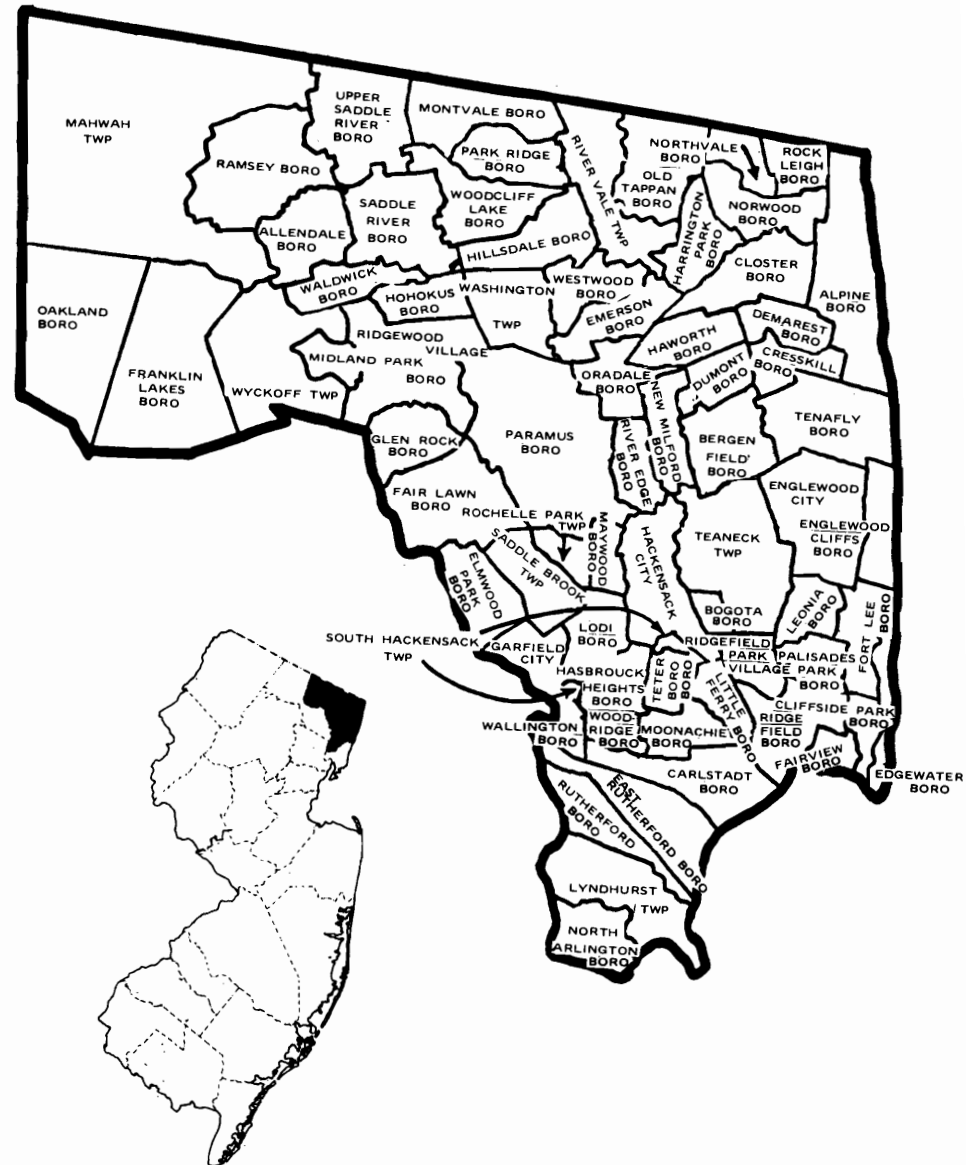 MAHWAH
TWP
UPPER
SADDLE
RIVER
BORO
MONTVALE BORO
RAMSEY BORO
PARK RIDGE
BORO
RIVER VALE TWP
NORTHVALE
BORO
ROCK
LEIGH
BORO
OLD
TAPPAN
BORO
ALLENDALE
BORO
SADDLE
RIVER
BORO
WOODCLIFF
LAKE
BORO
HILLSDALE BORO
HARRINGTON
PARK
BORO
NORWOOD
BORO
CLOSTER
BORO
ALPINE
BORO
OAKLAND
BORO
WALDWICK
BORO
HOHOKUS
BORO
WASHINGTON
TWP
WESTWOOD
BORO
EMERSON
BORO
DEMAREST
BORO
HAWORTH
BORO
CRESSKILL
BORO
FRANKLIN
LAKES
BORO
WYCKOFF TWP
RIDGEWOOD
VILLAGE
MIDLAND PARK
BORO
ORADALE
BORO
NEW MILFORD
BORO
DUMONT
BORO
TENAFLY
BORO
GLEN ROCK
BORO
PARAMUS
BORO
RIVER EDGE
BORO
BERGEN
FIELD
BORO
FAIR LAWN
BORO
ROCHELLE PARK
TWP
MAYWOOD
BORO
HACKENSACK
CITY
TEANECK
TWP
ENGLEWOOD
CITY
ENGLEWOOD
CLIFFS
BORO
ELMWOOD
PARK
BORO
SADDLE BROOK
TWP
BOGOTA
BORO
LEONIA
BORO
FORT LEE
BORO
SOUTH HACKENSACK
TWP
GARFIELD
CITY
LODI
BORO
RIDGEFIELD
PARK
VILLAGE
PALISADES
PARK
BORO
HASBROUCK
HEIGHTS
BORO
TETER
BORO
BORO
LITTLE
FERRY BORO
CLIFFSIDE PARK
BORO
RIDGE
FIELD
BORO
WALLINGTON
BORO
WOOD-
RIDGE
BORO
MOONACHIE
BORO
FAIRVIEW
BORO
EDGEWATER
BORO
CARLSTADT
BORO
EAST
RUTHERFORD BORO
RUTHERFORD
BORO
LYNDHURST
TWP
NORTH
ARLINGTON
BORO